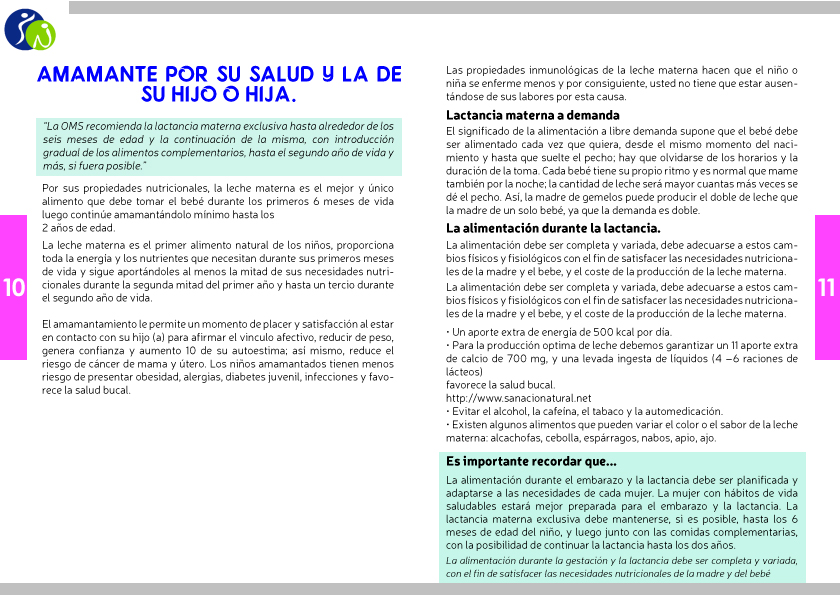 AMAMANTE POR SU SALUD Y LA DE
SU HIJO O HIJA.
"La OMS recomienda la lactancia materna exclusiva hasta alrededor de los
seis meses de edad y la continuación de la misma, con introducción
gradual de los alimentos complementarios, hasta el segundo año de vida y
más, si fuera posible."
Por sus propiedades nutricionales, la leche materna es el mejor y único
alimento que debe tomar el bebé durante los primeros 6 meses de vida
luego continúe amamantándolo mínimo hasta los
2 años de edad.
La leche materna es el primer alimento natural de los niños, proporciona
toda la energía y los nutrientes que necesitan durante sus primeros meses
de vida y sigue aportándoles al menos la mitad de sus necesidades nutri-
cionales durante la segunda mitad del primer año y hasta un tercio durante
el segundo año de vida.
El amamantamiento le permite un momento de placer y satisfacción al estar
en contacto con su hijo (a) para afirmar el vinculo afectivo, reducir de peso,
genera confianza y aumento 10 de su autoestima; así mismo, reduce el
riesgo de cáncer de mama y útero. Los niños amamantados tienen menos
riesgo de presentar obesidad, alergias, diabetes juvenil, infecciones y favo-
rece la salud bucal.
10
Las propiedades inmunológicas de la leche materna hacen que el niño o
niña se enferme menos y por consiguiente, usted no tiene que estar ausen-
tándose de sus labores por esta causa.
Lactancia materna a demanda
El significado de la alimentación a libre demanda supone que el bebé debe
ser alimentado cada vez que quiera, desde el mismo momento del naci-
miento y hasta que suelte el pecho; hay que olvidarse de los horarios y la
duración de la toma. Cada bebé tiene su propio ritmo y es normal que mame
también por la noche; la cantidad de leche será mayor cuantas más veces se
dé el pecho. Así, la madre de gemelos puede producir el doble de leche que
la madre de un solo bebé, ya que la demanda es doble.
La alimentación durante la lactancia.
La alimentación debe ser completa y variada, debe adecuarse a estos cam-
bios físicos y fisiológicos con el fin de satisfacer las necesidades nutriciona-
les de la madre y el bebe, y el coste de la producción de la leche materna.
La alimentación debe ser completa y variada, debe adecuarse a estos cam-
bios físicos y fisiológicos con el fin de satisfacer las necesidades nutriciona-
les de la madre y el bebe, y el coste de la producción de la leche materna.
• Un aporte extra de energía de 500 kcal por día.
• Para la producción optima de leche debemos garantizar un 11 aporte extra
de calcio de 700 mg, y una levada ingesta de líquidos (4 –6 raciones de
lácteos)
favorece la salud bucal.
http://www.sanacionatural.net
• Evitar el alcohol, la cafeína, el tabaco y la automedicación.
• Existen algunos alimentos que pueden variar el color o el sabor de la leche
materna: alcachofas, cebolla, espárragos, nabos, apio, ajo.
Es importante recordar que...
La alimentación durante el embarazo y la lactancia debe ser planificada y
adaptarse a las necesidades de cada mujer. La mujer con hábitos de vida
saludables estará mejor preparada para el embarazo y la lactancia. La
lactancia materna exclusiva debe mantenerse, si es posible, hasta los 6
meses de edad del niño, y luego junto con las comidas complementarias,
con la posibilidad de continuar la lactancia hasta los dos años.
La alimentación durante la gestación y la lactancia debe ser completa y variada,
con el fin de satisfacer las necesidades nutricionales de la madre y del bebé
11